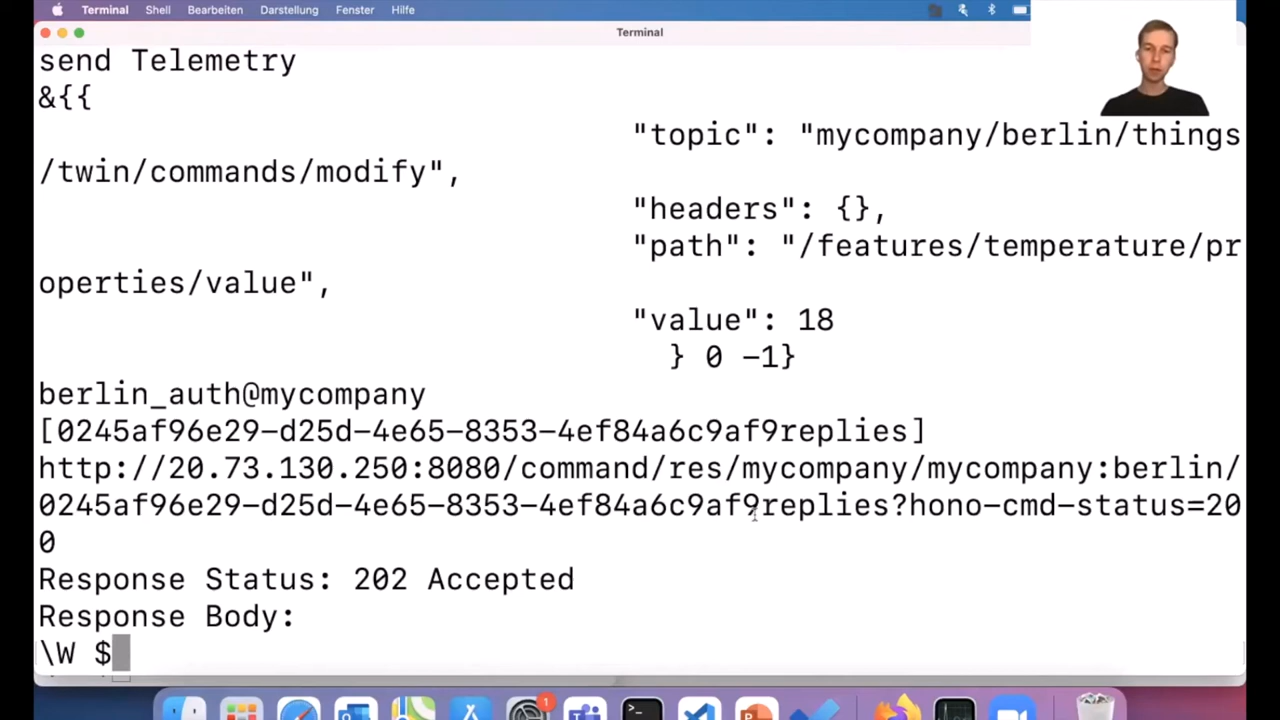 Terminal Shell Bearbeiten Darstellung Fenster Hilfe
Terminal
send Telemetry
&{{
"topic": "mycompany/berlin/things
/twin/commands/modify",
"headers": {},
"path": "/features/temperature/pr
operties/value",
"value": 18
} 0 -1}
berlin_auth@mycompany
[0245af96e29-d25d-4e65-8353-4ef84a6c9af9replies]
http://20.73.130.250:8080/command/res/mycompany/mycompany:berlin/
0245af96e29-d25d-4e65-8353-4ef84a6c9af9replies?hono-cmd-status=20
0
Response Status: 202 Accepted
Response Body:
\W $
1